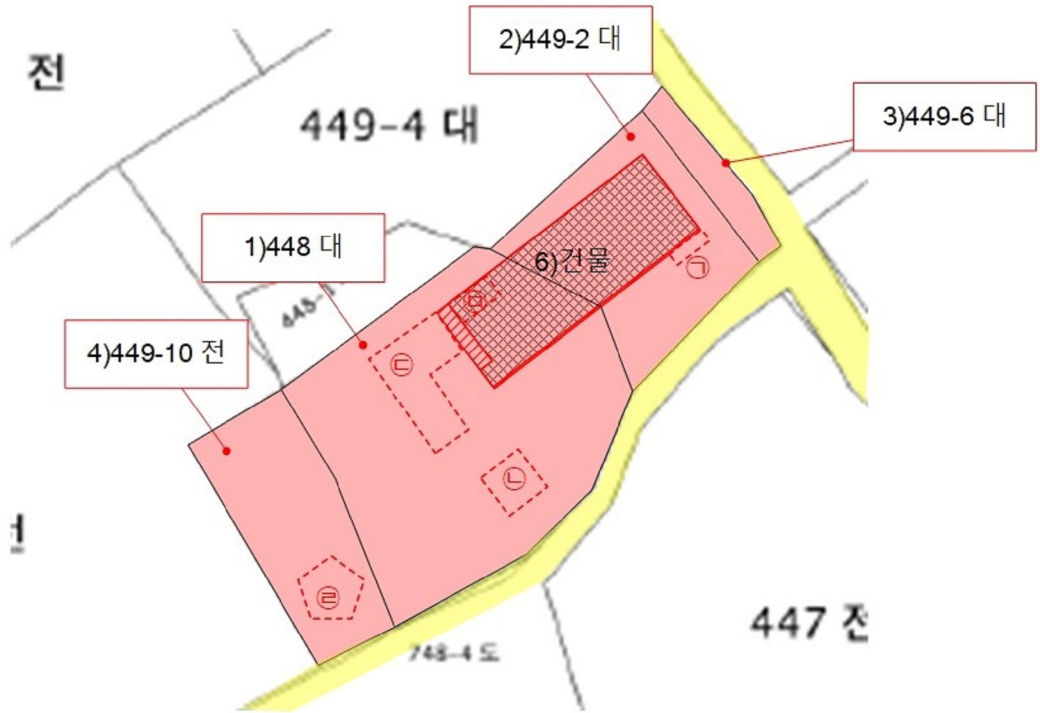 2)449-2 대
전
3)449-6 대
449-4 대
1)448 대
6)건물
㉠
㉤
4)449-10 전
㉢
㉡
㉣
447 전
748-4 도